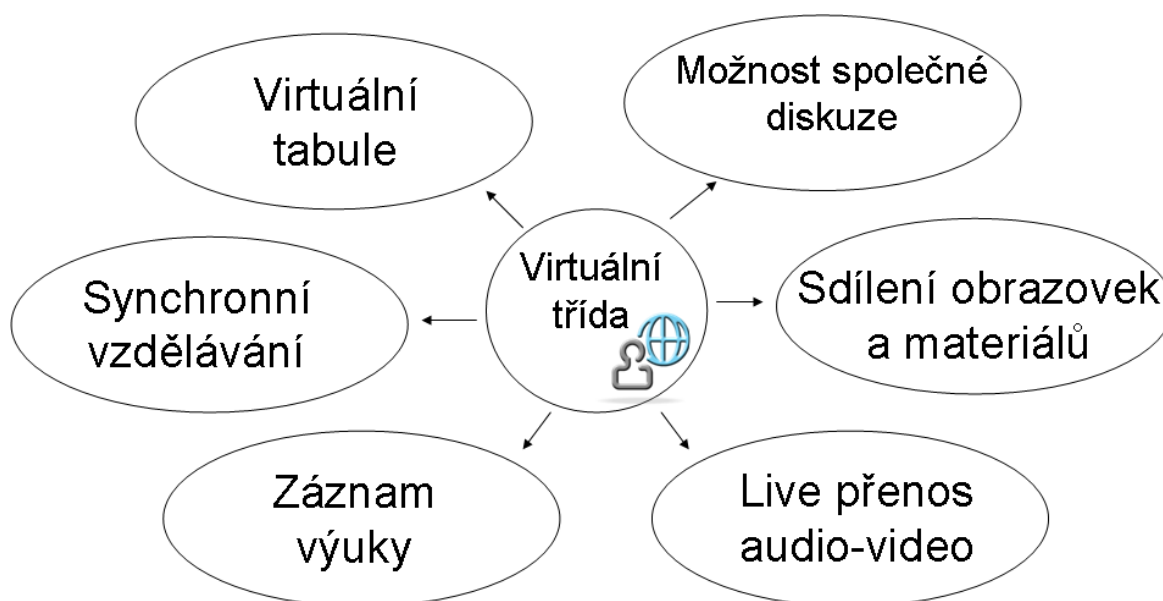 Virtuální
tabule
Možnost společné
diskuze
Virtuální
třída
Synchronní
vzdělávání
Sdílení obrazovek
a materiálů
Záznam
výuky
Live přenos
audio-video